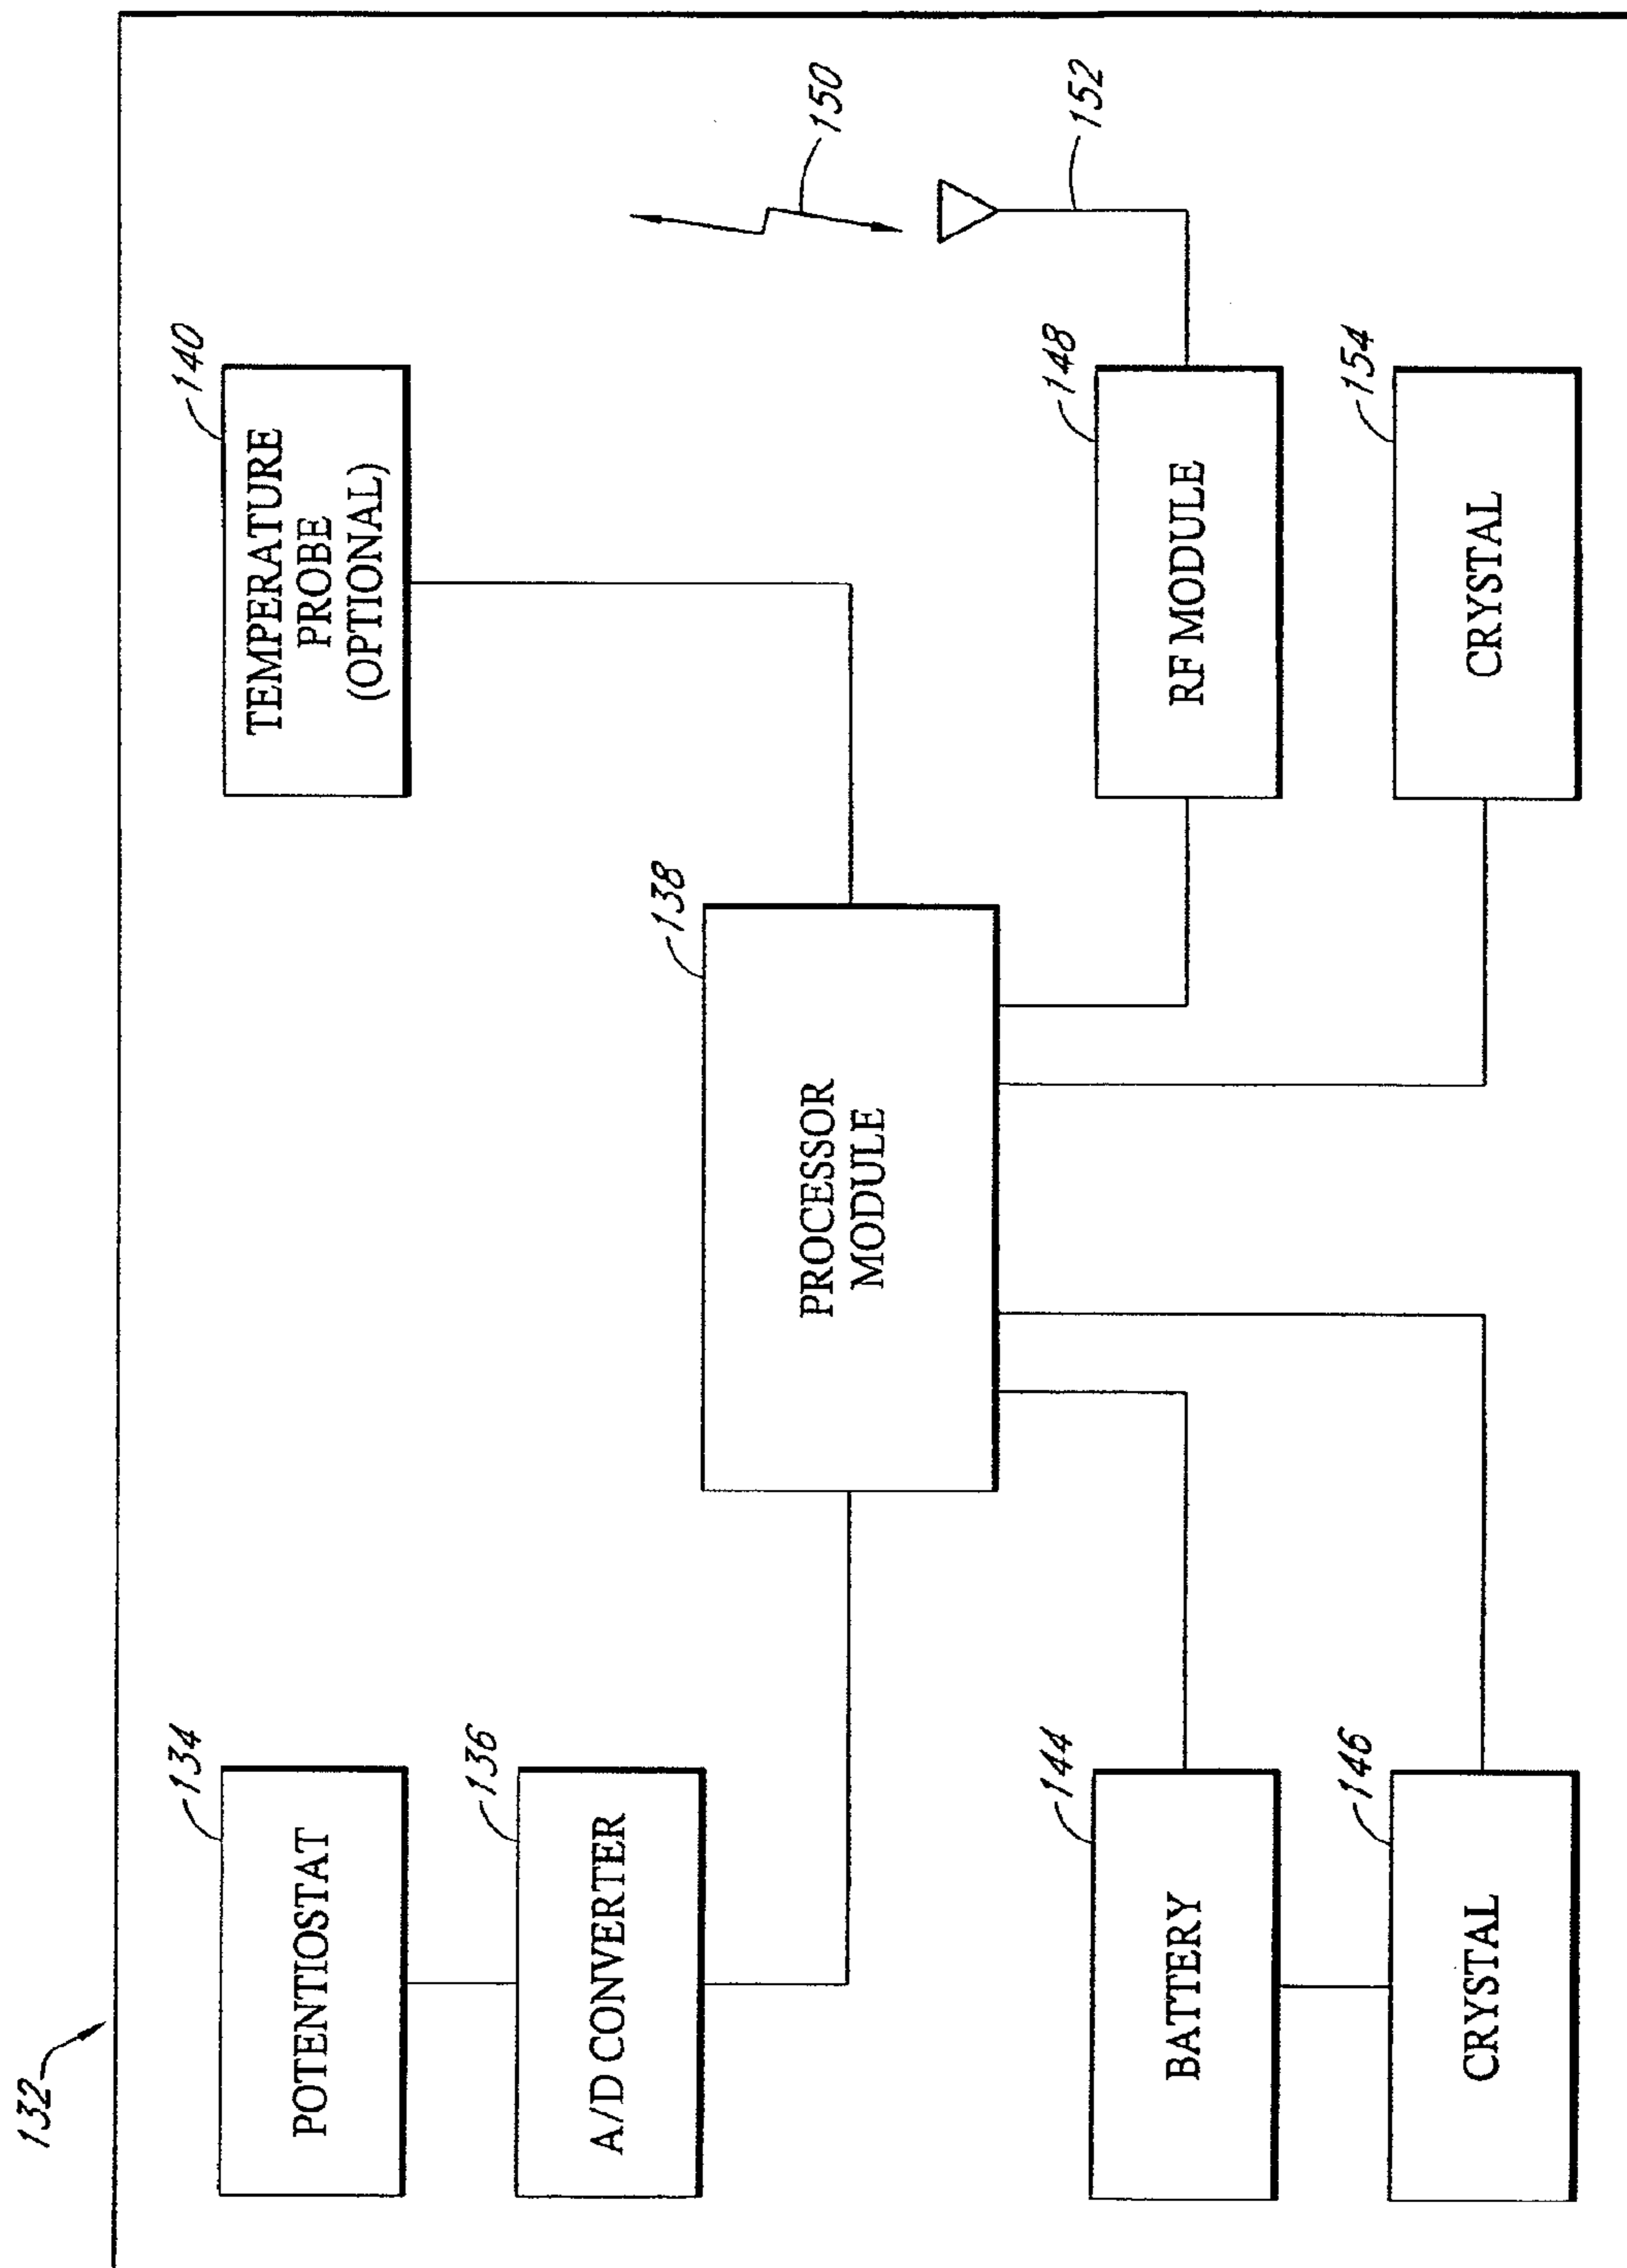 132
134
POTENTIOSTAT
136
A/D CONVERTER
140
TEMPERATURE
PROBE
(OPTIONAL)
138
PROCESSOR
MODULE
150
152
144
BATTERY
146
CRYSTAL
148
RF MODULE
154
CRYSTAL